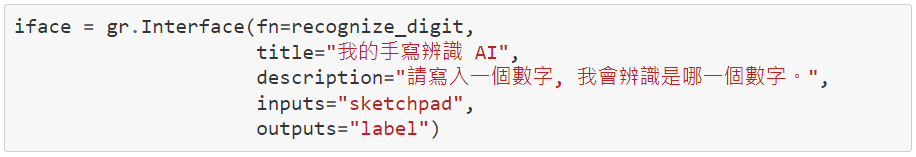 iface = gr.Interface(fn=recognize_digit,
title="我的手寫辨識 AI",
description="請寫入一個數字, 我會辨識是哪一個數字。",
inputs="sketchpad",
outputs="label")